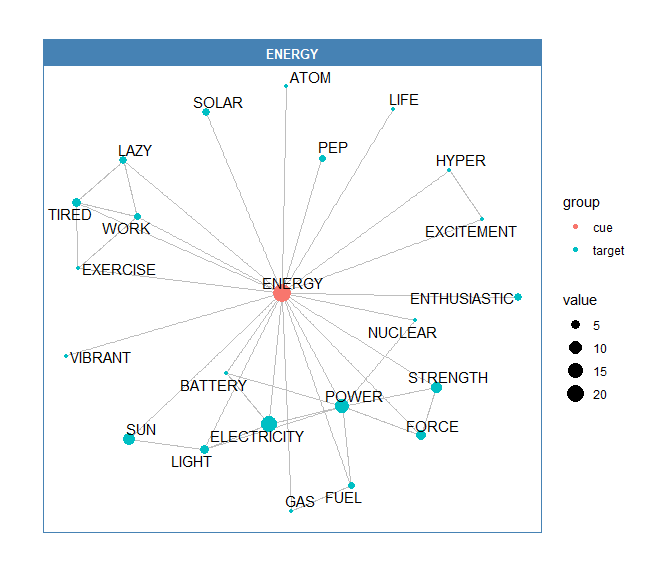 ENERGY
ATOM
SOLAR
LIFE
PEP
LAZY
HYPER
TIRED
WORK
EXCITEMENT
EXERCISE
ENERGY
ENTHUSIASTIC
NUCLEAR
VIBRANT
BATTERY
STRENGTH
POWER
SUN
ELECTRICITY
FORCE
LIGHT
GAS
FUEL
group
cue
target
value
5
10
15
20